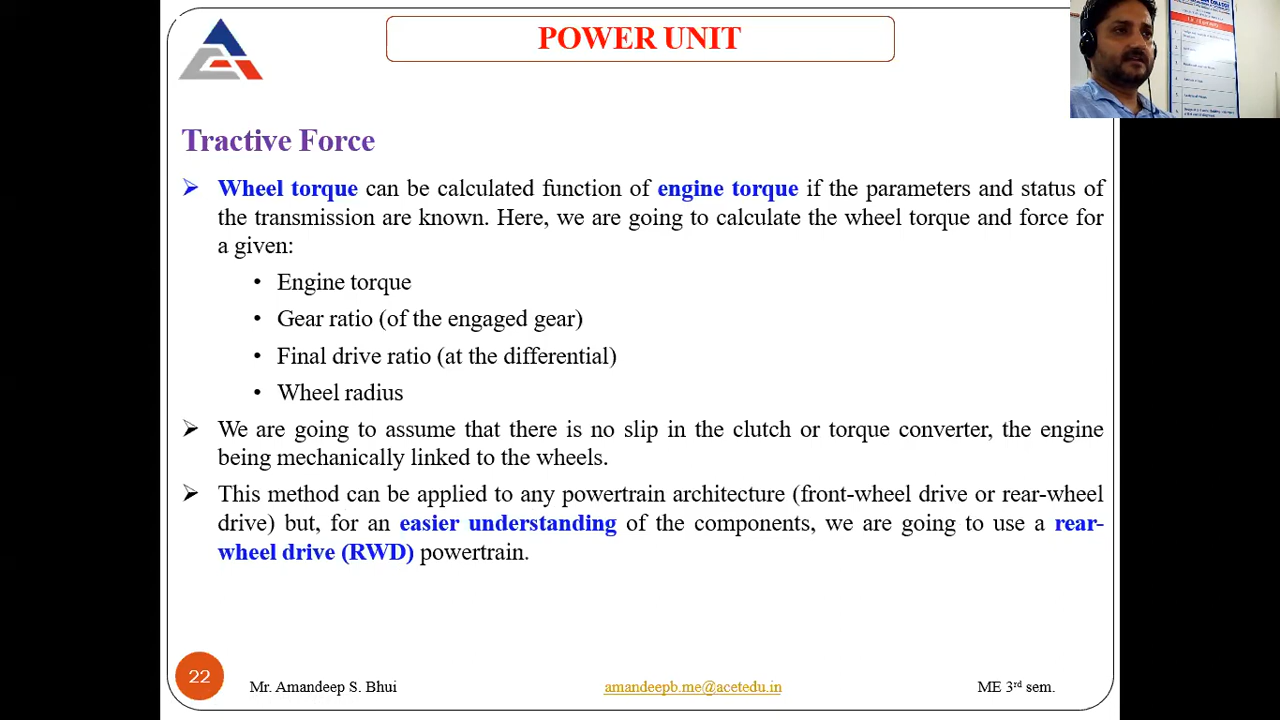 POWER UNIT
Tractive Force
➢ Wheel torque can be calculated function of engine torque if the parameters and status of
the transmission are known. Here, we are going to calculate the wheel torque and force for
a given:
• Engine torque
• Gear ratio (of the engaged gear)
• Final drive ratio (at the differential)
• Wheel radius
➢ We are going to assume that there is no slip in the clutch or torque converter, the engine
being mechanically linked to the wheels.
➢ This method can be applied to any powertrain architecture (front-wheel drive or rear-wheel
drive) but, for an easier understanding of the components, we are going to use a rear-
wheel drive (RWD) powertrain.
22
Mr. Amandeep S. Bhui
amandeepb.me@acetedu.in
ME 3rd sem.